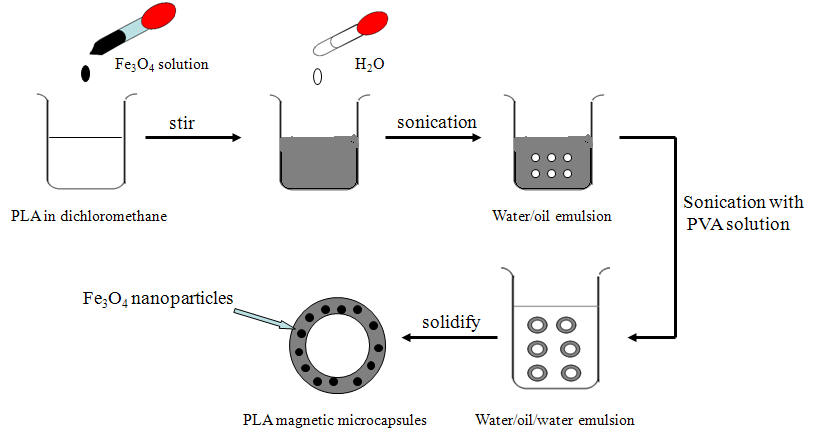 Fe₃O₄ solution
H₂O
stir
sonication
PLA in dichloromethane
Water/oil emulsion
Sonication with
PVA solution
Fe₃O₄ nanoparticles
solidify
PLA magnetic microcapsules
Water/oil/water emulsion